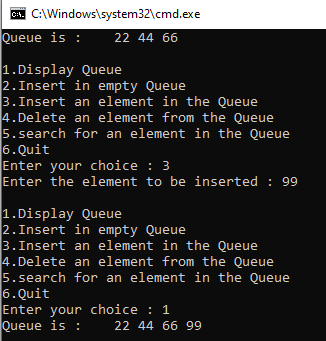 C:\Windows\system32\cmd.exe
Queue is :    22 44 66
1.Display Queue
2.Insert in empty Queue
3.Insert an element in the Queue
4.Delete an element from the Queue
5.search for an element in the Queue
6.Quit
Enter your choice : 3
Enter the element to be inserted : 99
1.Display Queue
2.Insert in empty Queue
3.Insert an element in the Queue
4.Delete an element from the Queue
5.search for an element in the Queue
6.Quit
Enter your choice : 1
Queue is :    22 44 66 99